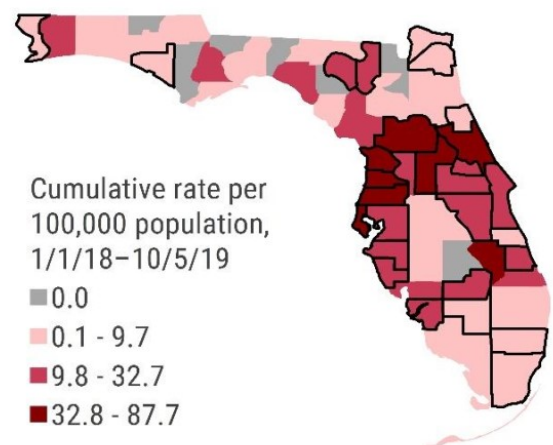 Cumulative rate per
100,000 population,
1/1/18–10/5/19
0.0
0.1 - 9.7
9.8 - 32.7
32.8 - 87.7